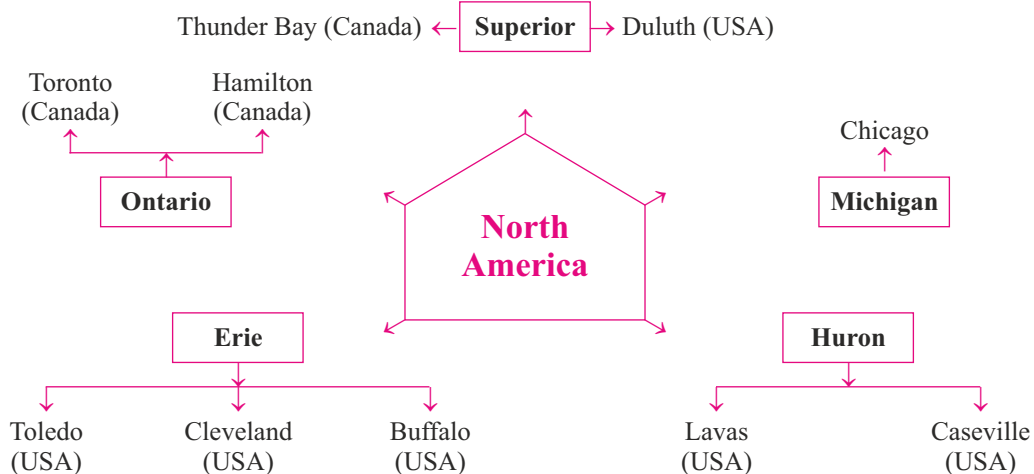 Thunder Bay (Canada)
Superior
Duluth (USA)
Toronto
(Canada)
Hamilton
(Canada)
Chicago
Ontario
Michigan
North
America
Erie
Huron
Toledo
(USA)
Cleveland
(USA)
Buffalo
(USA)
Lavas
(USA)
Caseville
(USA)